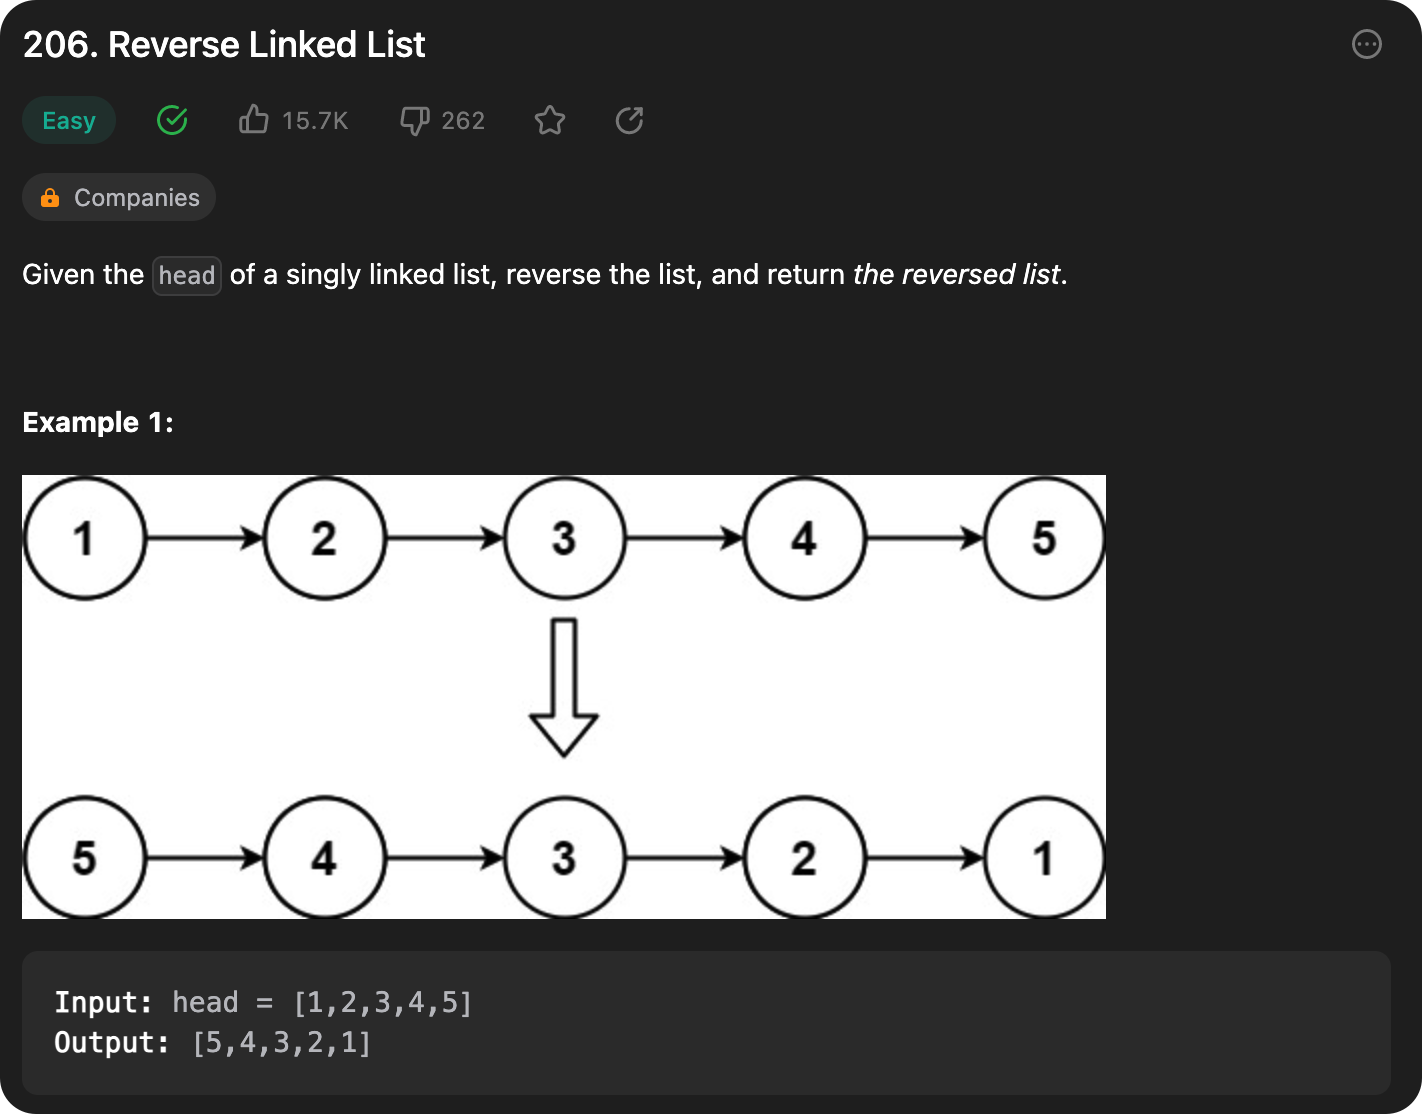 206. Reverse Linked List
Easy 15.7K 262
Companies
Given the head of a singly linked list, reverse the list, and return the reversed list.
Example 1:
1 2 3 4 5
5 4 3 2 1
Input: head = [1,2,3,4,5]
Output: [5,4,3,2,1]